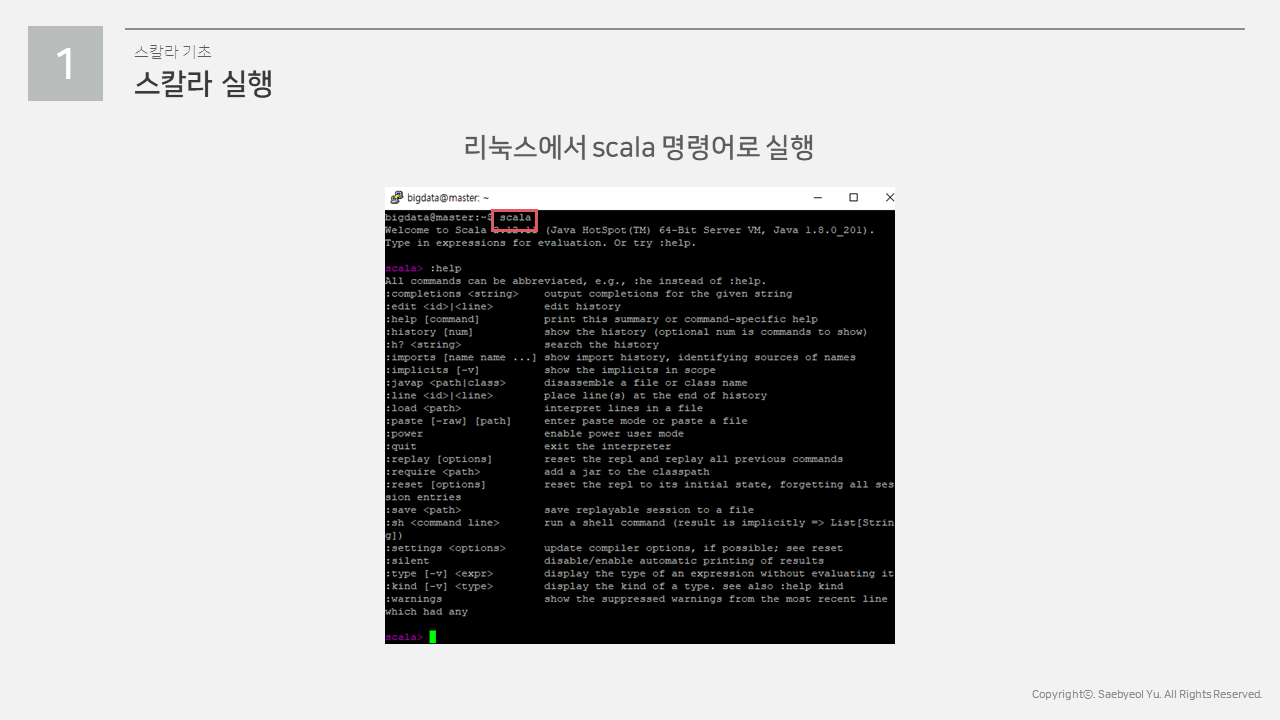 1
스칼라 기초
스칼라 실행
리눅스에서 scala 명령어로 실행
bigdata@master: ~
bigdata@master:~$ scala
Welcome to Scala (Java HotSpot(TM) 64-Bit Server VM, Java 1.8.0_201).
Type in expressions for evaluation. Or try :help.
scala> :help
All commands can be abbreviated, e.g., :he instead of :help.
:completions <string> output completions for the given string
:edit <id>|<line> edit history
:help [command] print this summary or command-specific help
:history [num] show the history (optional num is commands to show)
:h? <string> search the history
:imports [name name ...] show import history, identifying sources of names
:implicits [-v] show the implicits in scope
:javap <path|class> disassemble a file or class name
:line <id>|<line> place line(s) at the end of history
:load <path> interpret lines in a file
:paste [-raw] [path] enter paste mode or paste a file
:power enable power user mode
:quit exit the interpreter
:replay [options] reset the repl and replay all previous commands
:require <path> add a jar to the classpath
:reset [options] reset the repl to its initial state, forgetting all ses
sion entries
:save <path> save replayable session to a file
:sh <command line> run a shell command (result is implicitly => List[Strin
g])
:settings <options> update compiler options, if possible; see reset
:silent disable/enable automatic printing of results
:type [-v] <expr> display the type of an expression without evaluating it
:kind [-v] <type> display the kind of a type. see also :help kind
:warnings show the suppressed warnings from the most recent line
which had any
scala>
Copyrightⓒ. Saebyeol Yu. All Rights Reserved.